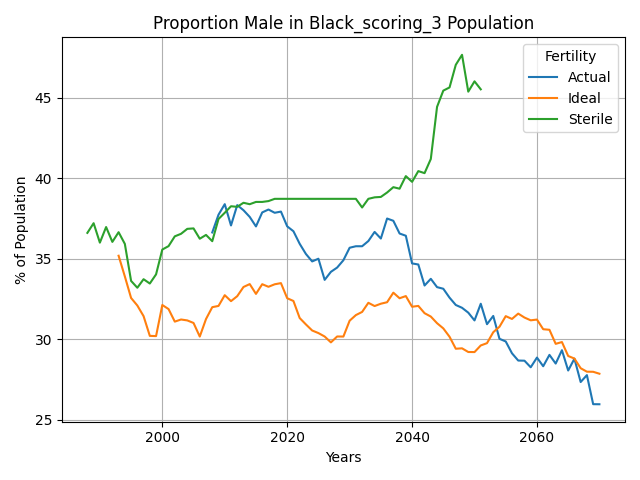 Proportion Male in Black_scoring_3 Population
Fertility
Actual
Ideal
Sterile
% of Population
45
40
35
30
25
2000
2020
2040
2060
Years